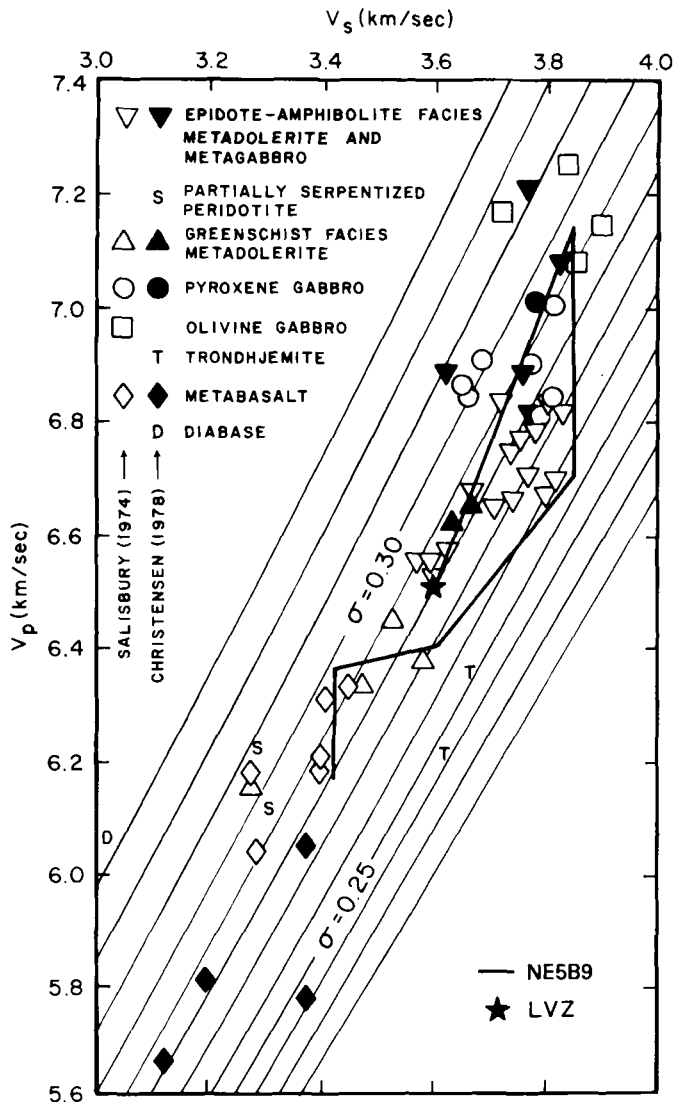 Vs (km/sec)
3.0 3.2 3.4 3.6 3.8 4.0
7.4
7.2
7.0
6.8
6.6
6.4
6.2
6.0
5.8
5.6
Vp (km/sec)
EPIDOTE-AMPHIBOLITE FACIES
METADOLERITE AND
METAGABBRO
S PARTIALLY SERPENTIZED
PERIDOTITE
GREENSCHIST FACIES
METADOLERITE
PYROXENE GABBRO
OLIVINE GABBRO
T TRONDHJEMITE
METABASALT
D DIABASE
SALISBURY (1974) →
CHRISTENSEN (1978) →
σ=0.30
σ=0.25
T
T
S
S
D
NE5B9
LVZ